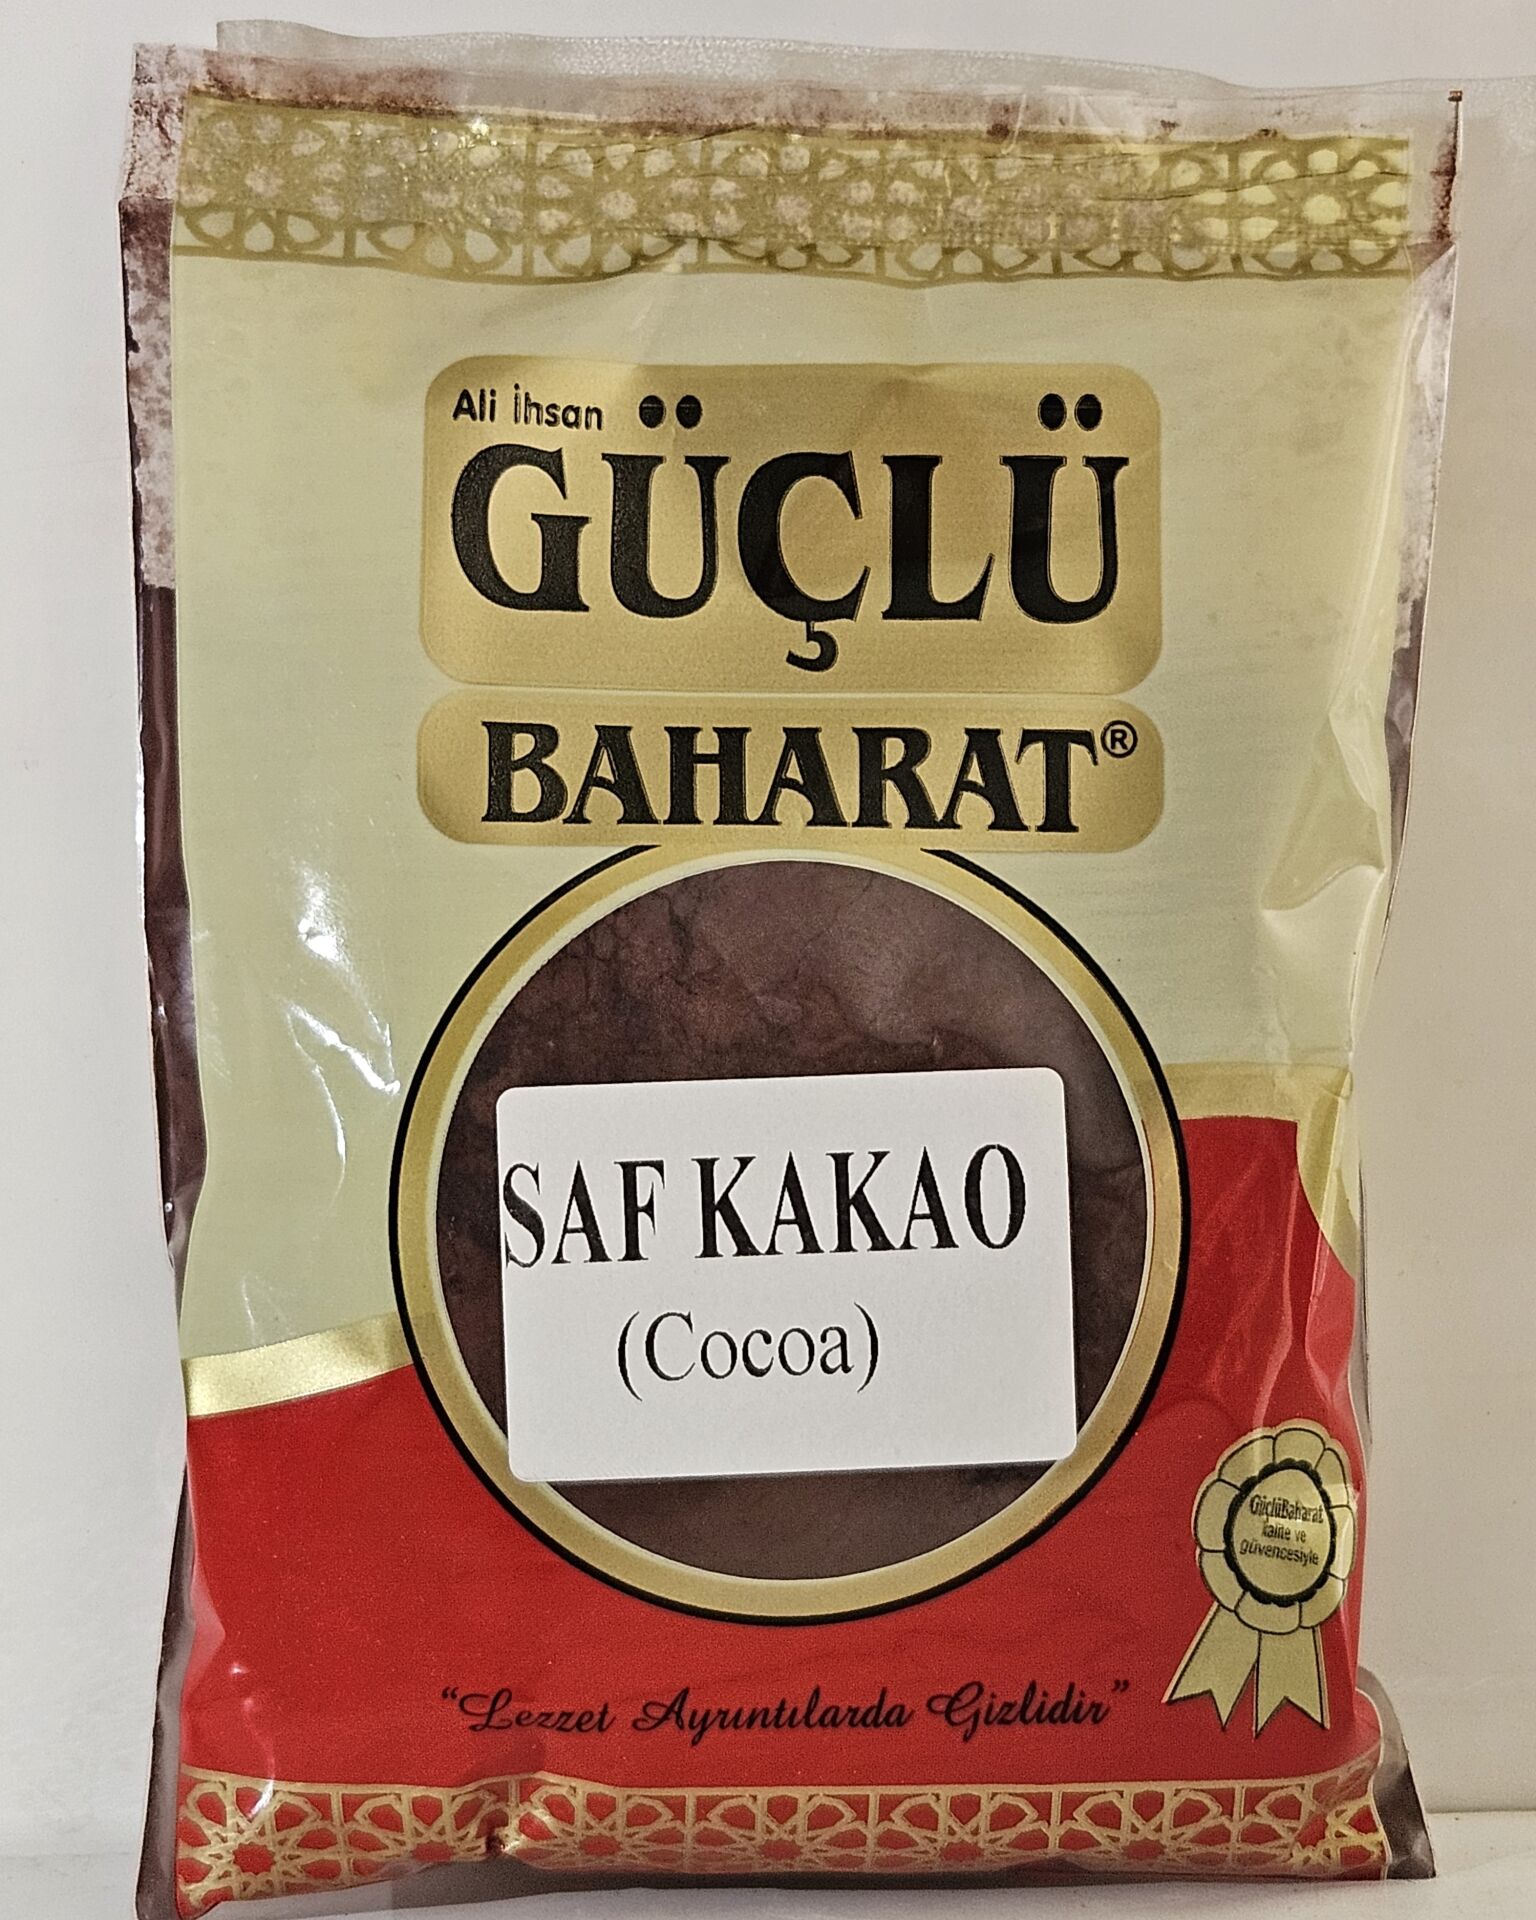 Ali İhsan
GÜÇLÜ
BAHARAT®
SAF KAKAO
(Cocoa)
GüçlüBaharat
kalite ve
güvencesiyle
“Lezzet Ayrıntılarda Gizlidir”